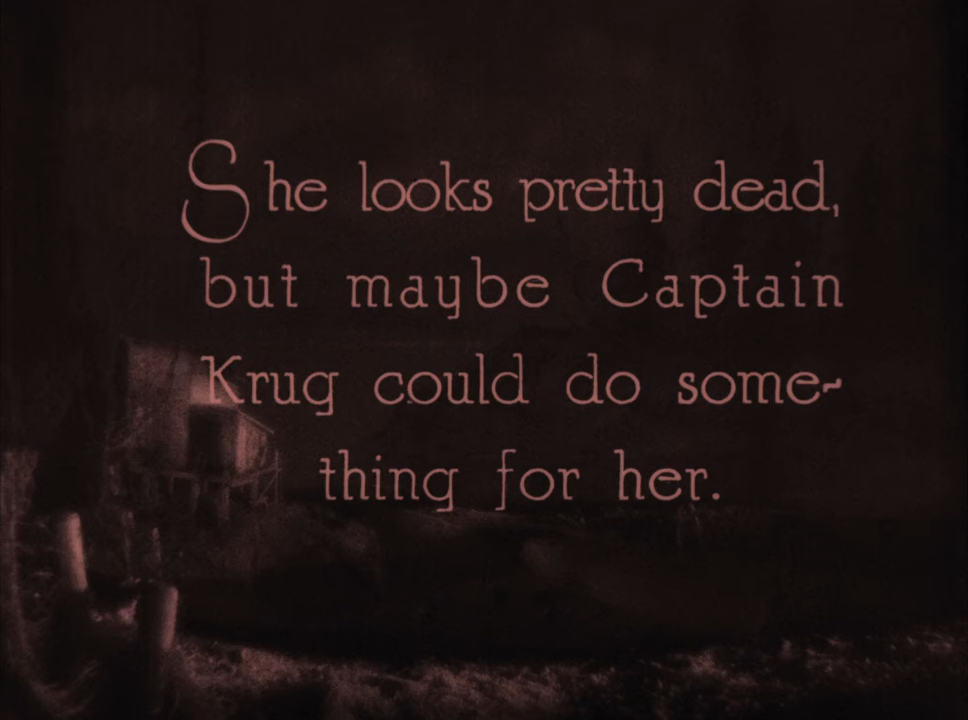 She looks pretty dead,
but maybe Captain
Krug could do some-
thing for her.